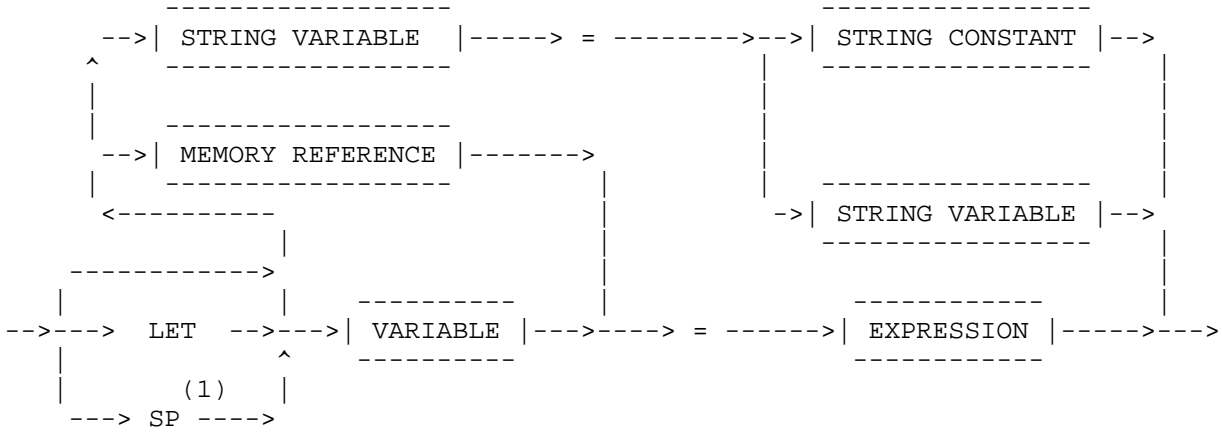 STRING VARIABLE = STRING CONSTANT
MEMORY REFERENCE
STRING VARIABLE
LET VARIABLE = EXPRESSION
(1)
SP